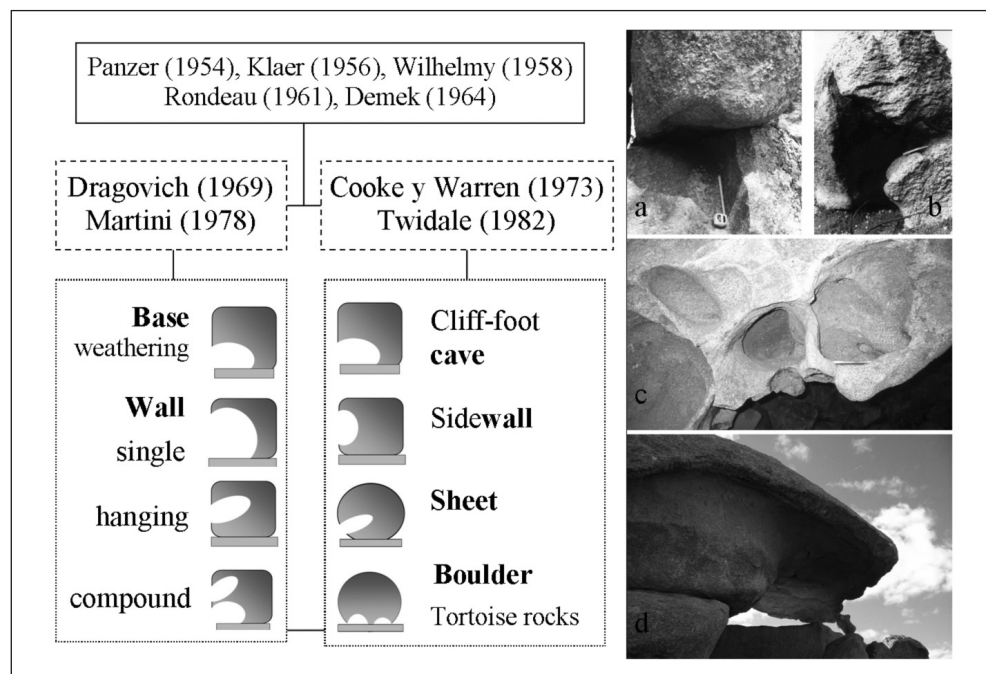 Panzer (1954), Klaer (1956), Wilhelmy (1958)
Rondeau (1961), Demek (1964)
Dragovich (1969)
Martini (1978)
Cooke y Warren (1973)
Twidale (1982)
Base
weathering
Wall
single
hanging
compound
Cliff-foot
cave
Sidewall
Sheet
Boulder
Tortoise rocks
a
b
c
d